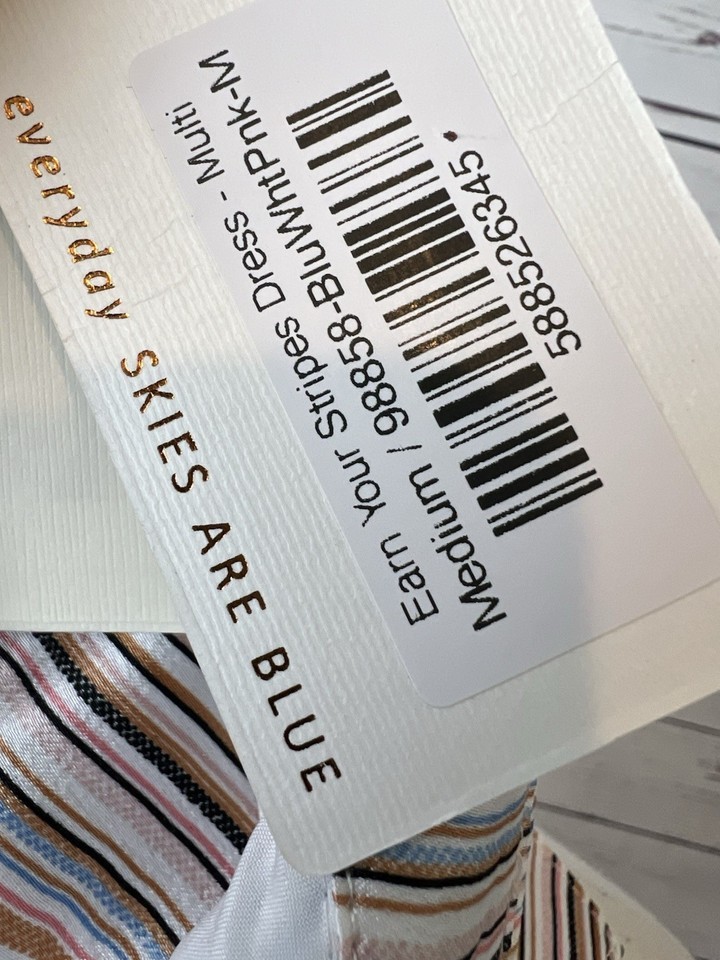 everyday SKIES ARE BLUE
Earn Your Stripes Dress - Multi
Medium / 98858-BluWhtPnk-M
588526345